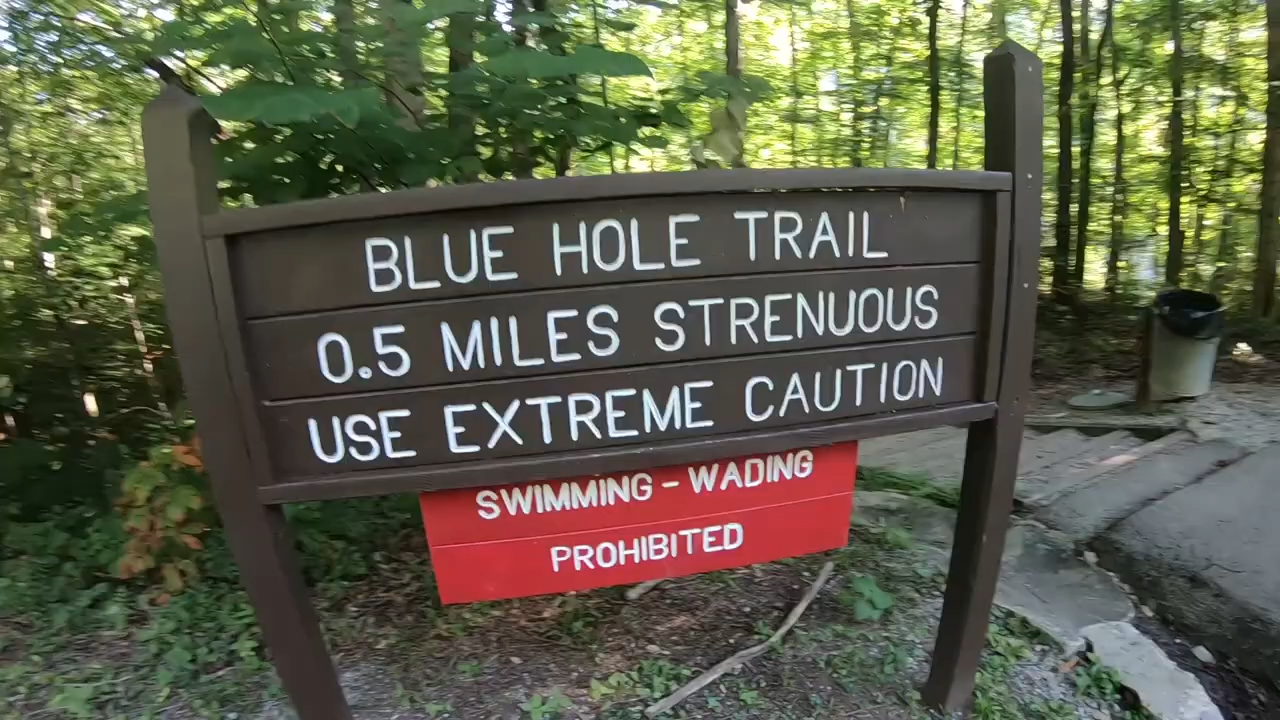 BLUE HOLE TRAIL
0.5 MILES STRENUOUS
USE EXTREME CAUTION
SWIMMING - WADING
PROHIBITED